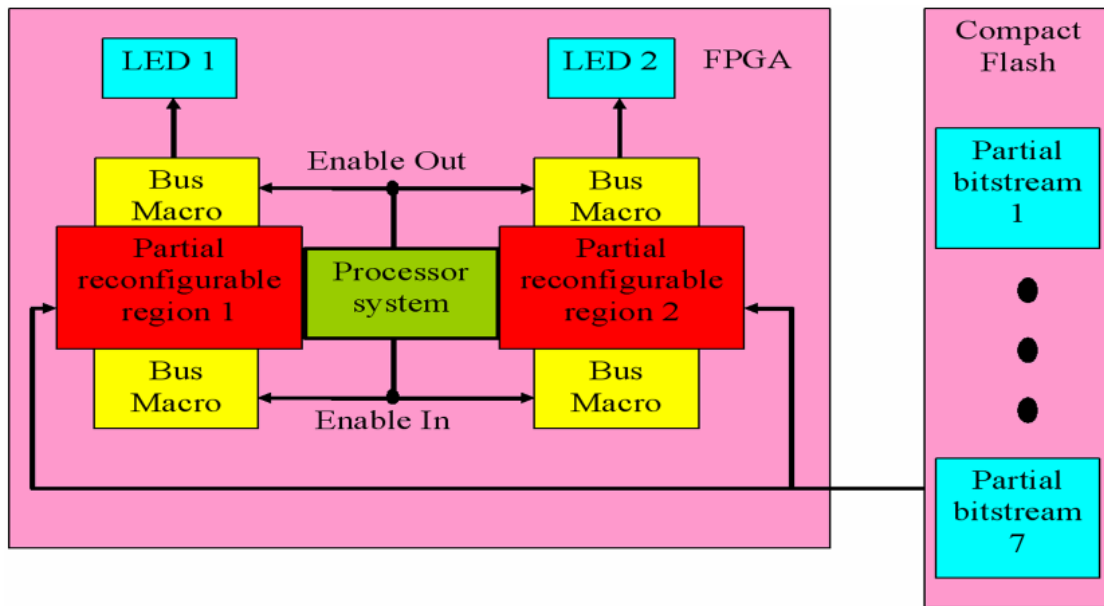 LED 1
LED 2
FPGA
Enable Out
Bus
Macro
Bus
Macro
Partial
reconfigurable
region 1
Processor
system
Partial
reconfigurable
region 2
Bus
Macro
Bus
Macro
Enable In
Compact
Flash
Partial
bitstream
1
Partial
bitstream
7